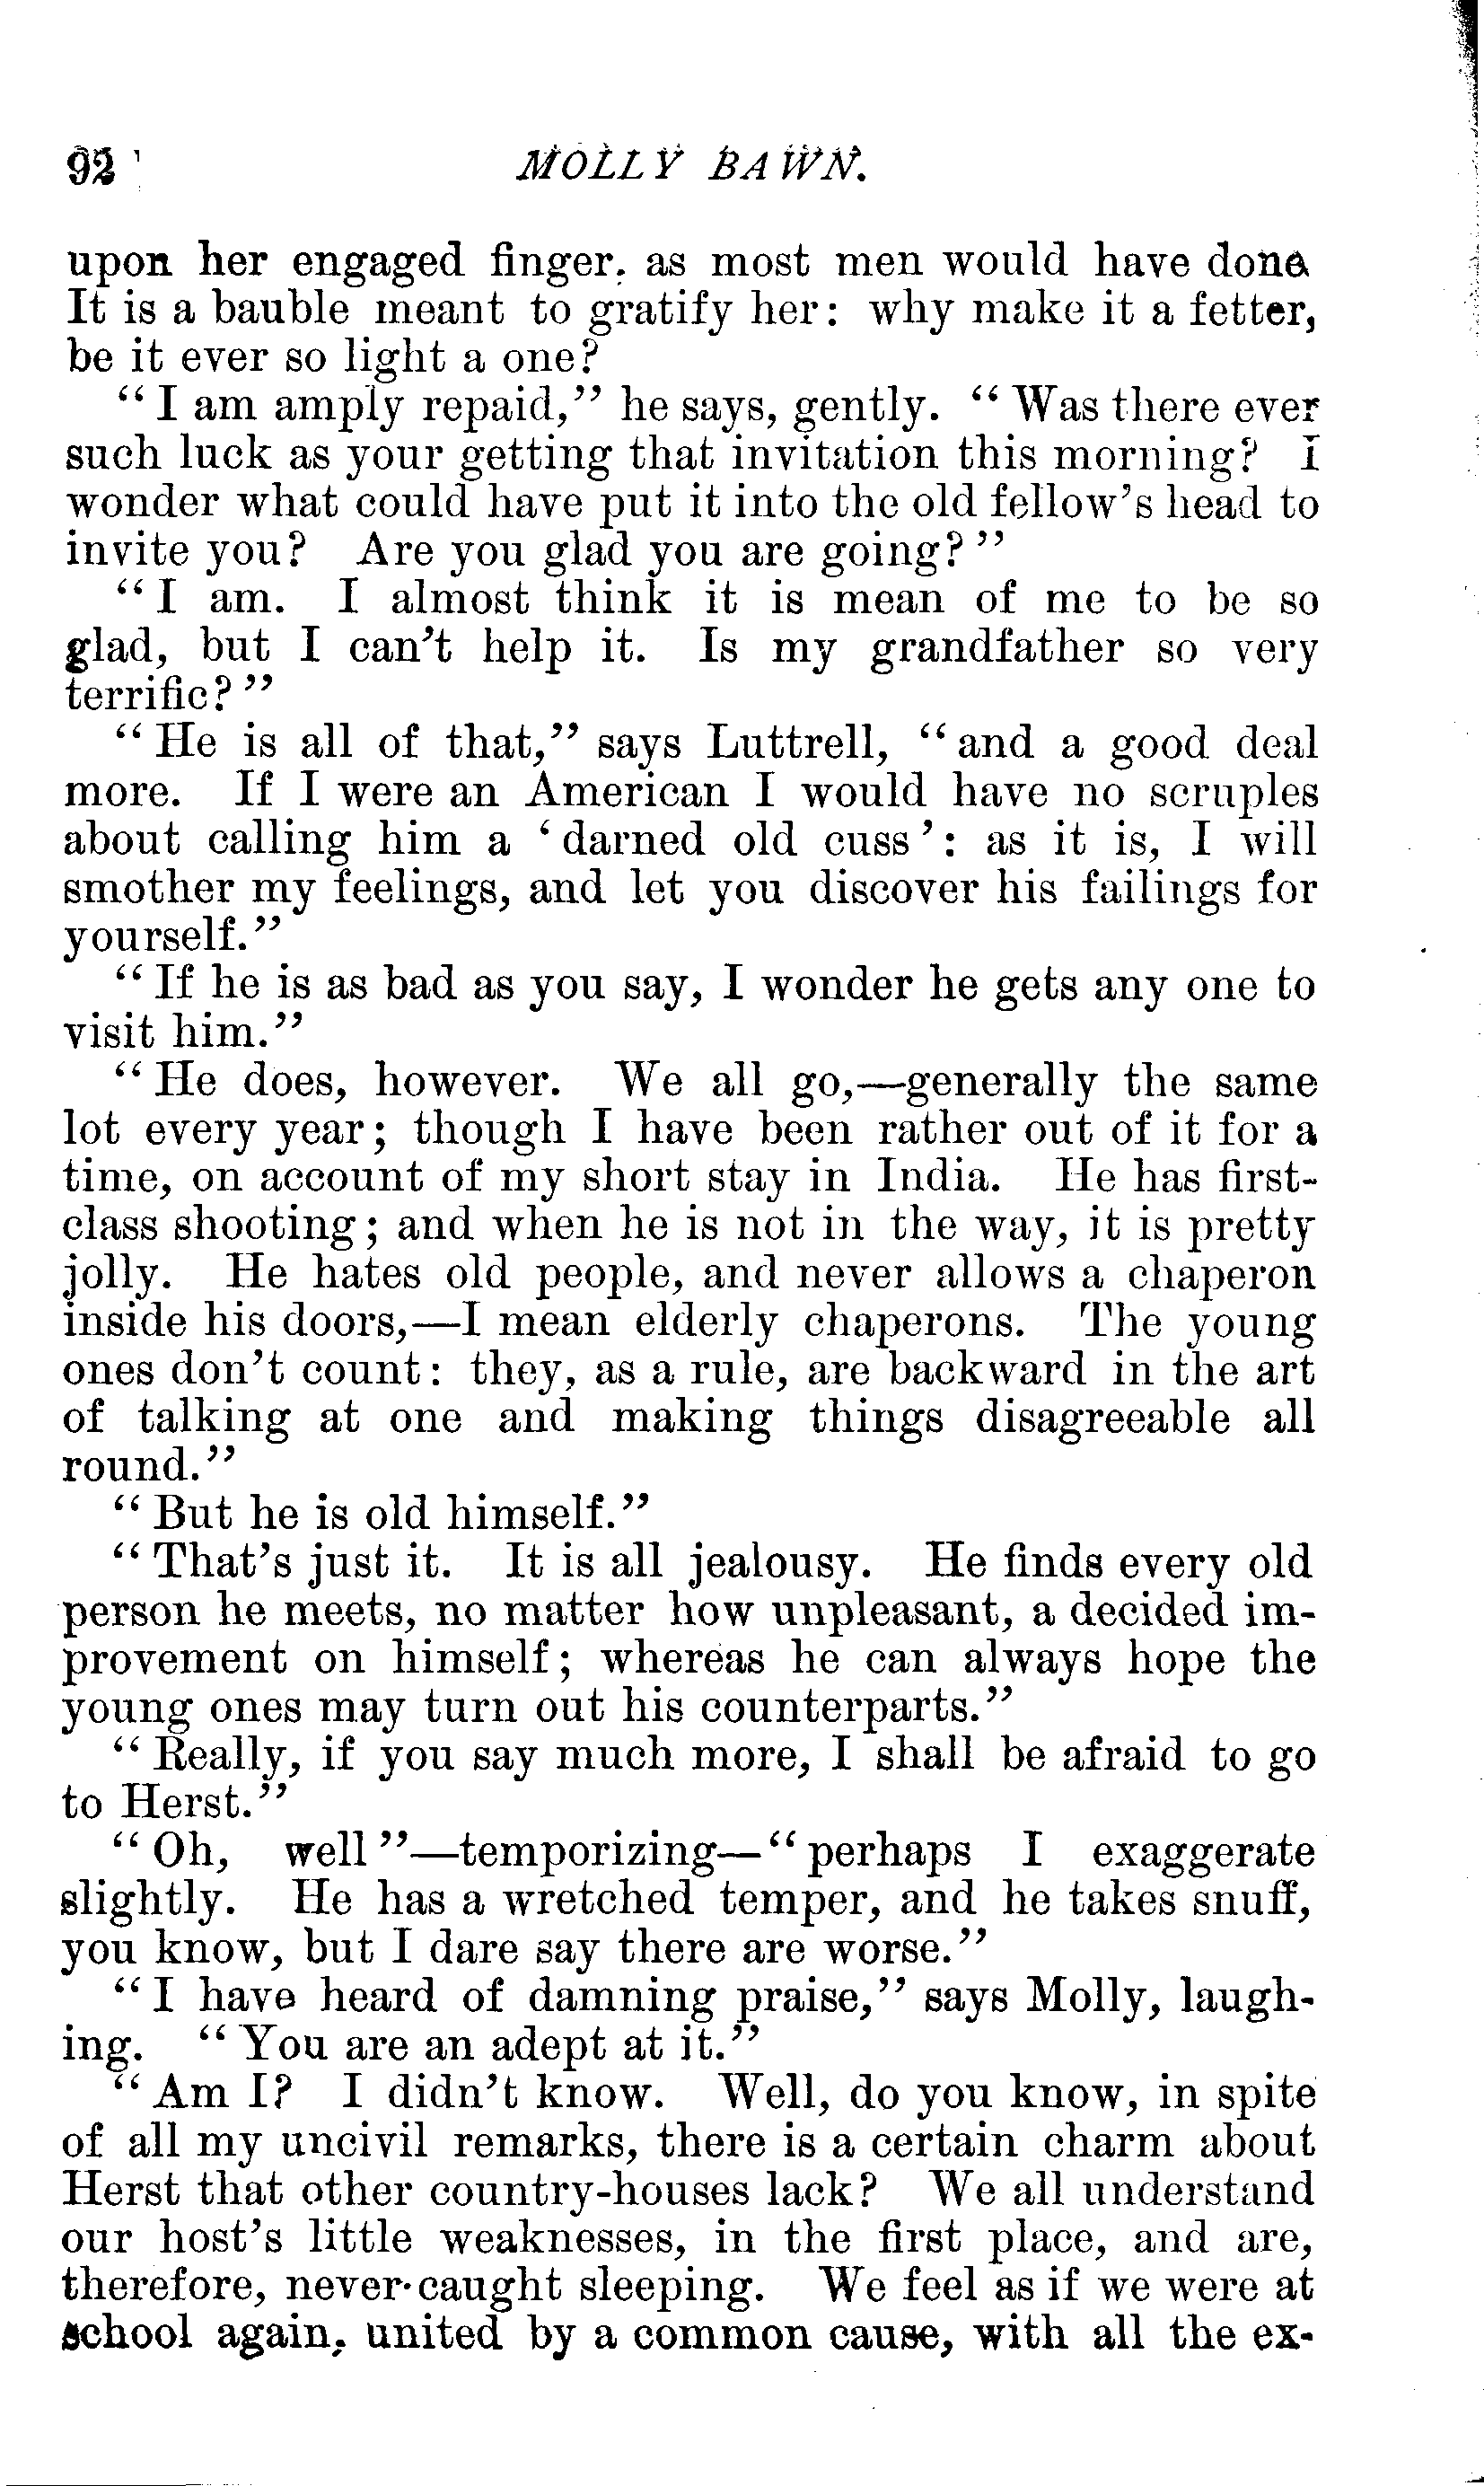 92
MOLLY BAWN.
upon her engaged finger, as most men would have done.
It is a bauble meant to gratify her: why make it a fetter,
be it ever so light a one?
“I am amply repaid,” he says, gently. “Was there ever
such luck as your getting that invitation this morning? I
wonder what could have put it into the old fellow’s head to
invite you? Are you glad you are going?”
“I am. I almost think it is mean of me to be so
glad, but I can’t help it. Is my grandfather so very
terrific?”
“He is all of that,” says Luttrell, “and a good deal
more. If I were an American I would have no scruples
about calling him a ‘darned old cuss’: as it is, I will
smother my feelings, and let you discover his failings for
yourself.”
“If he is as bad as you say, I wonder he gets any one to
visit him.”
“He does, however. We all go,—generally the same
lot every year; though I have been rather out of it for a
time, on account of my short stay in India. He has first-
class shooting; and when he is not in the way, it is pretty
jolly. He hates old people, and never allows a chaperon
inside his doors,—I mean elderly chaperons. The young
ones don’t count: they, as a rule, are backward in the art
of talking at one and making things disagreeable all
round.”
“But he is old himself.”
“That’s just it. It is all jealousy. He finds every old
person he meets, no matter how unpleasant, a decided im-
provement on himself; whereas he can always hope the
young ones may turn out his counterparts.”
“Really, if you say much more, I shall be afraid to go
to Herst.”
“Oh, well”—temporizing—“perhaps I exaggerate
slightly. He has a wretched temper, and he takes snuff,
you know, but I dare say there are worse.”
“I have heard of damning praise,” says Molly, laugh-
ing. “You are an adept at it.”
“Am I? I didn’t know. Well, do you know, in spite
of all my uncivil remarks, there is a certain charm about
Herst that other country-houses lack? We all understand
our host’s little weaknesses, in the first place, and are,
therefore, never caught sleeping. We feel as if we were at
school again, united by a common cause, with all the ex-